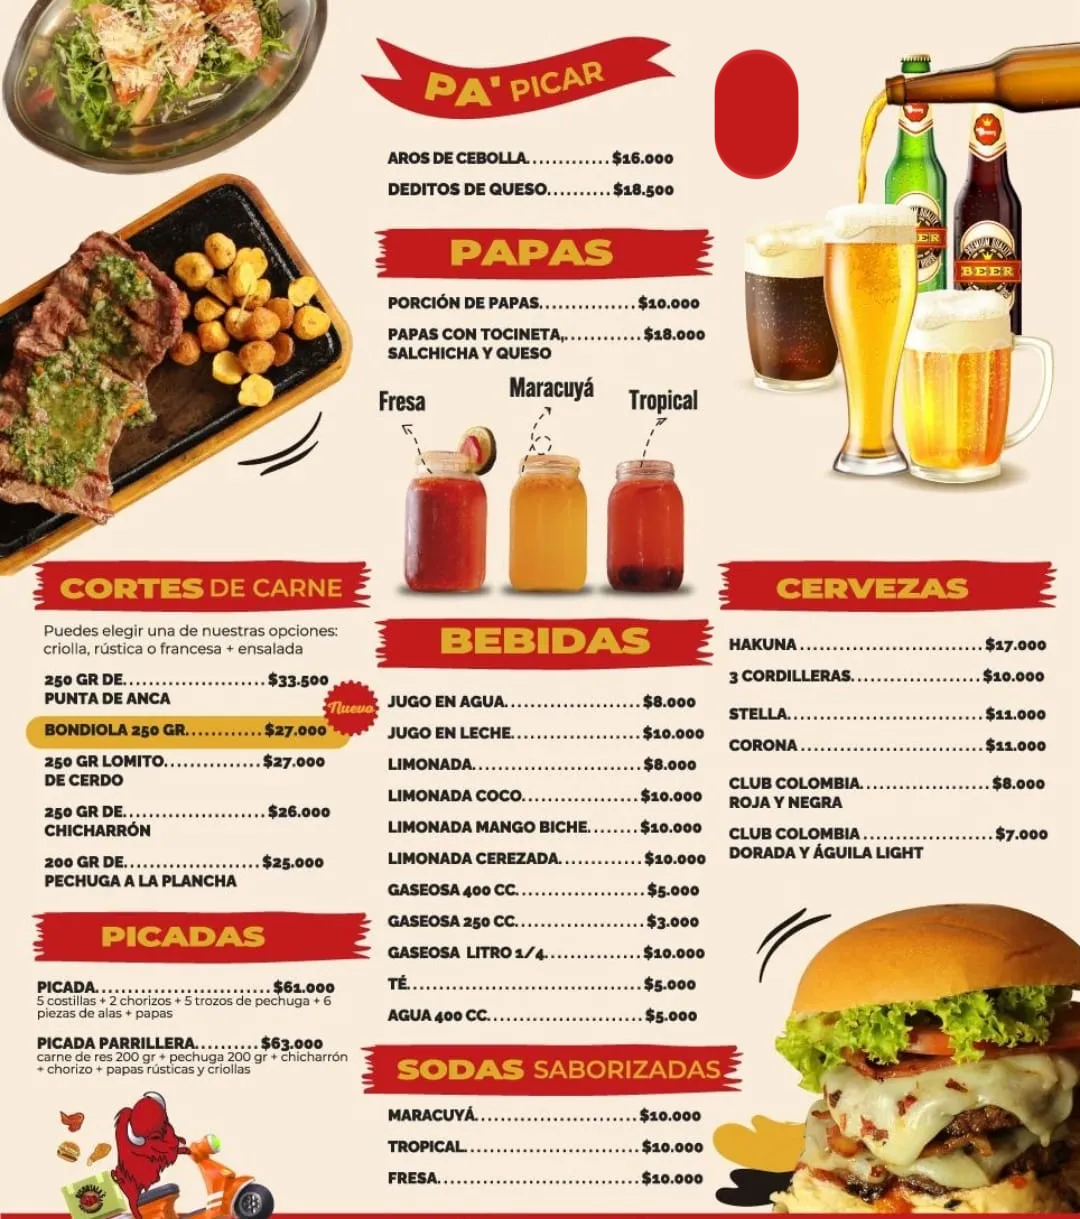 PA' PICAR
AROS DE CEBOLLA............$16.000
DEDITOS DE QUESO..........$18.500
PAPAS
PORCIÓN DE PAPAS..............$10.000
PAPAS CON TOCINETA,...........$18.000
SALCHICHA Y QUESO
Fresa
Maracuyá
Tropical
BEER
PREMIUM QUALITY
BEER
CORTES DE CARNE
Puedes elegir una de nuestras opciones:
criolla, rústica o francesa + ensalada
250 GR DE.....................$33.500
PUNTA DE ANCA
Nuevo
BONDIOLA 250 GR............$27.000
250 GR LOMITO..............$27.000
DE CERDO
250 GR DE.....................$26.000
CHICHARRÓN
200 GR DE....................$25.000
PECHUGA A LA PLANCHA
PICADAS
PICADA..........................$61.000
5 costillas + 2 chorizos + 5 trozos de pechuga + 6
piezas de alas + papas
PICADA PARRILLERA.........$63.000
carne de res 200 gr + pechuga 200 gr + chicharrón
+ chorizo + papas rústicas y criollas
BEBIDAS
JUGO EN AGUA....................$8.000
JUGO EN LECHE...................$10.000
LIMONADA.........................$8.000
LIMONADA COCO.................$10.000
LIMONADA MANGO BICHE.......$10.000
LIMONADA CEREZADA............$10.000
GASEOSA 400 CC...................$5.000
GASEOSA 250 CC...................$3.000
GASEOSA LITRO 1/4..............$10.000
TÉ...................................$5.000
AGUA 400 CC.......................$5.000
SODAS SABORIZADAS
MARACUYÁ.......................$10.000
TROPICAL.........................$10.000
FRESA.............................$10.000
CERVEZAS
HAKUNA...........................$17.000
3 CORDILLERAS...................$10.000
STELLA............................$11.000
CORONA...........................$11.000
CLUB COLOMBIA...................$8.000
ROJA Y NEGRA
CLUB COLOMBIA...................$7.000
DORADA Y ÁGUILA LIGHT